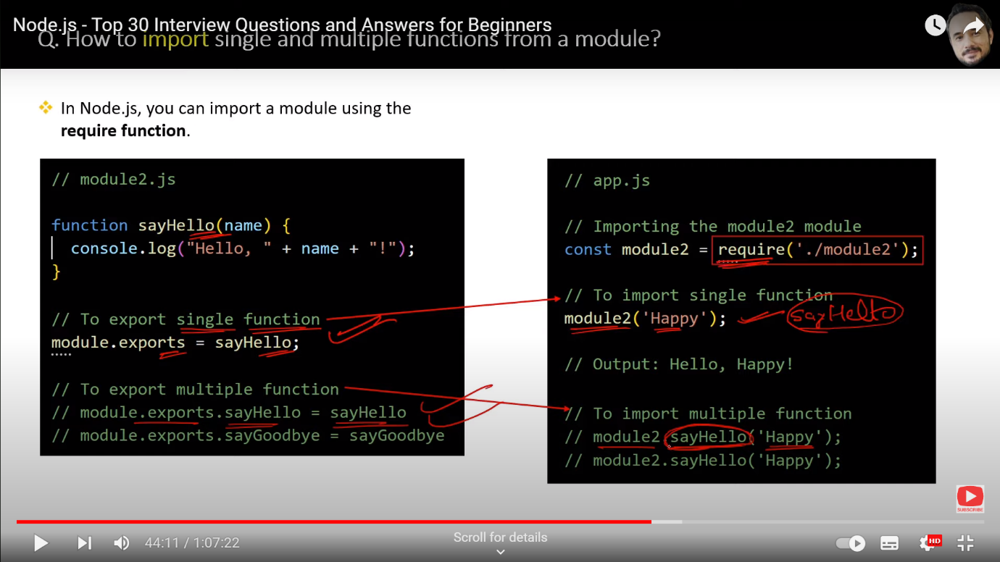 Node.js - Top 30 Interview Questions and Answers for Beginners
Q. How to import single and multiple functions from a module?
❖ In Node.js, you can import a module using the
require function.
// module2.js
function sayHello(name) {
console.log("Hello, " + name + "!");
}
// To export single function
module.exports = sayHello;
// To export multiple function
// module.exports.sayHello = sayHello
// module.exports.sayGoodbye = sayGoodbye
// app.js
// Importing the module2 module
const module2 = require('./module2');
// To import single function
module2('Happy'); sayHello
// Output: Hello, Happy!
// To import multiple function
// module2.sayHello('Happy');
// module2.sayHello('Happy');
SUBSCRIBE
44:11 / 1:07:22
Scroll for details
HD